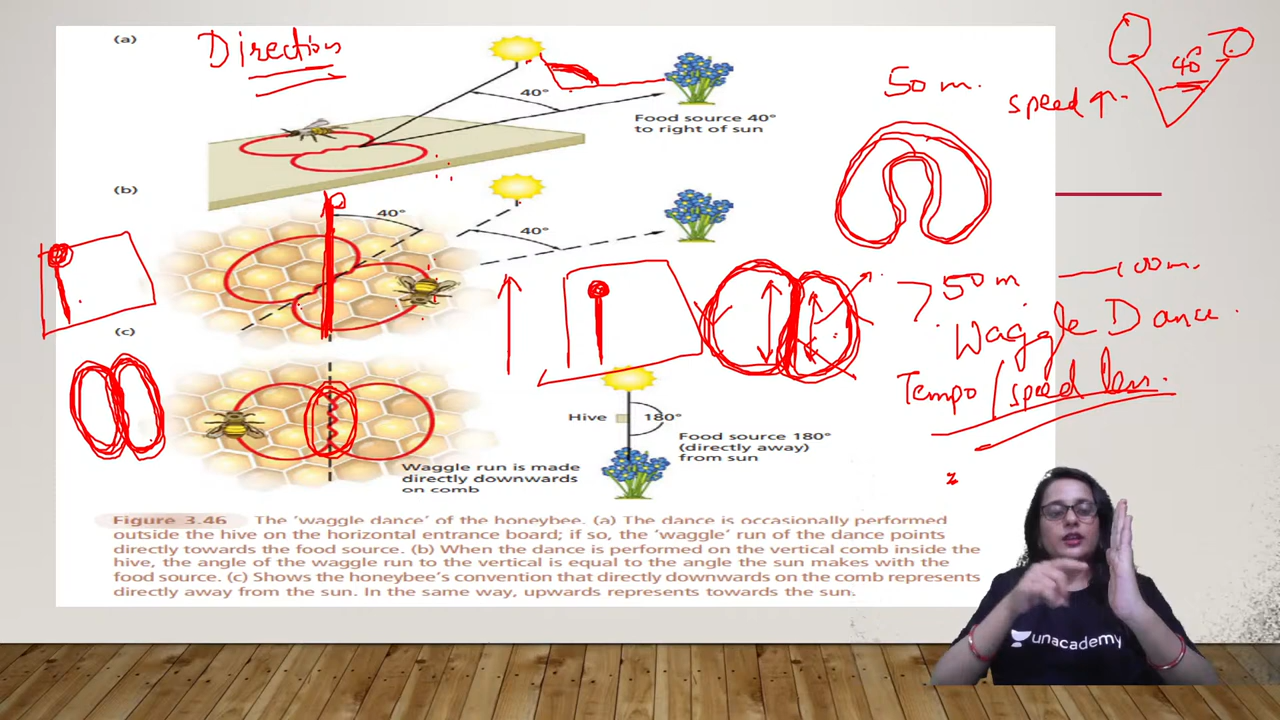 (a)
Direction
40°
Food source 40°
to right of sun
50 m.
speed
40°
(b)
40°
40°
> 50 m
100m.
Waggle Dance.
Tempo / speed less.
(c)
Hive
180°
Food source 180°
(directly away)
from sun
Waggle run is made
directly downwards
on comb
Figure 3.46 The 'waggle dance' of the honeybee. (a) The dance is occasionally performed
outside the hive on the horizontal entrance board; if so, the 'waggle' run of the dance points
directly towards the food source. (b) When the dance is performed on the vertical comb inside the
hive, the angle of the waggle run to the vertical is equal to the angle the sun makes with the
food source. (c) Shows the honeybee's convention that directly downwards on the comb represents
directly away from the sun. In the same way, upwards represents towards the sun.
unacademy